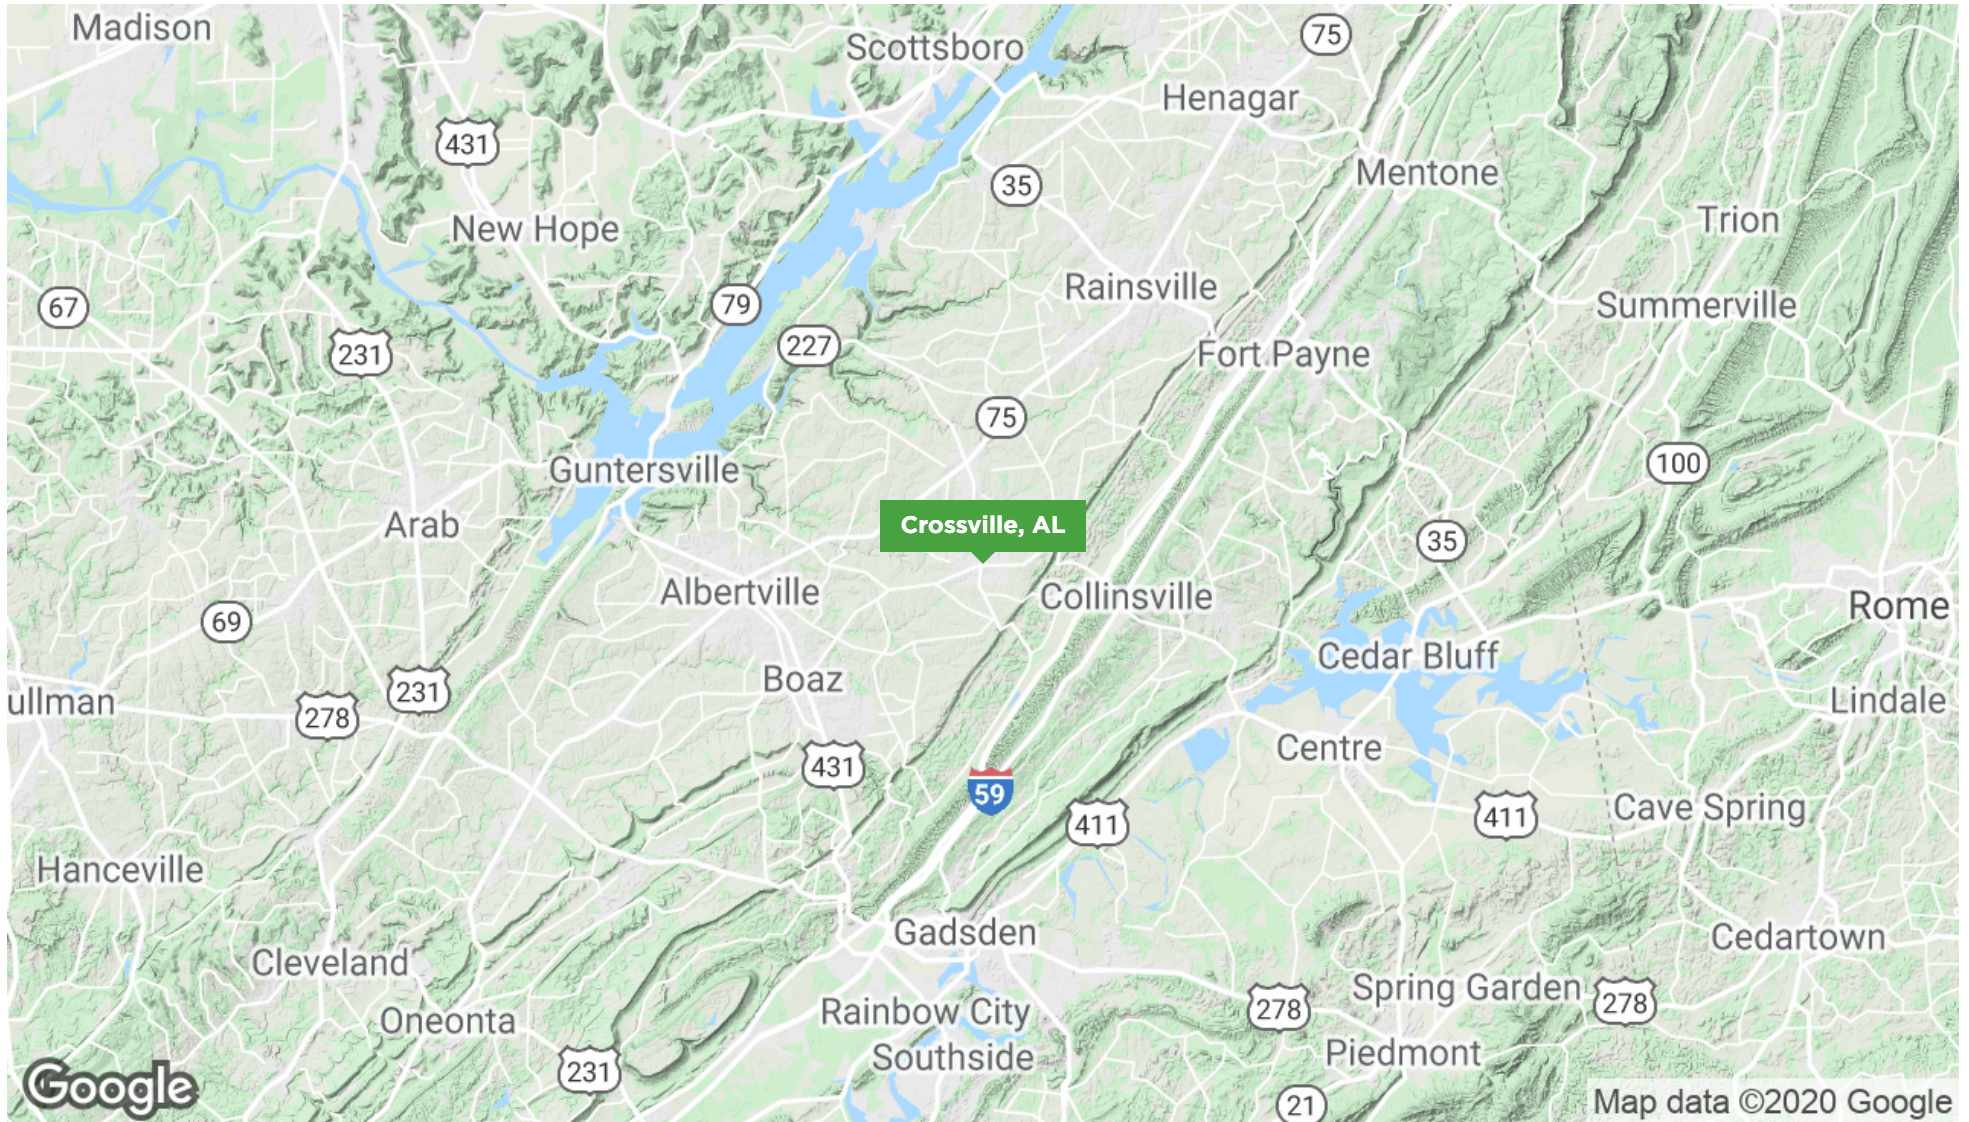 Madison
Scottsboro
75
Henagar
431
Mentone
35
Trion
New Hope
Rainsville
79
67
Summerville
231
227
Fort Payne
75
100
Guntersville
Arab
Crossville, AL
35
Albertville
Collinsville
Rome
69
Cedar Bluff
Boaz
231
ullman
278
Lindale
Centre
431
59
411
411
Cave Spring
Hanceville
Gadsden
Cedartown
Cleveland
Spring Garden
278
278
Rainbow City
Oneonta
Southside
Piedmont
231
Google
21
Map data ©2020 Google